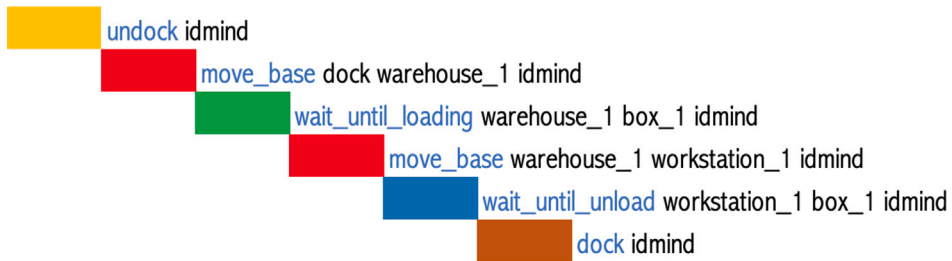 undock idmind
move_base dock warehouse_1 idmind
wait_until_loading warehouse_1 box_1 idmind
move_base warehouse_1 workstation_1 idmind
wait_until_unload workstation_1 box_1 idmind
dock idmind